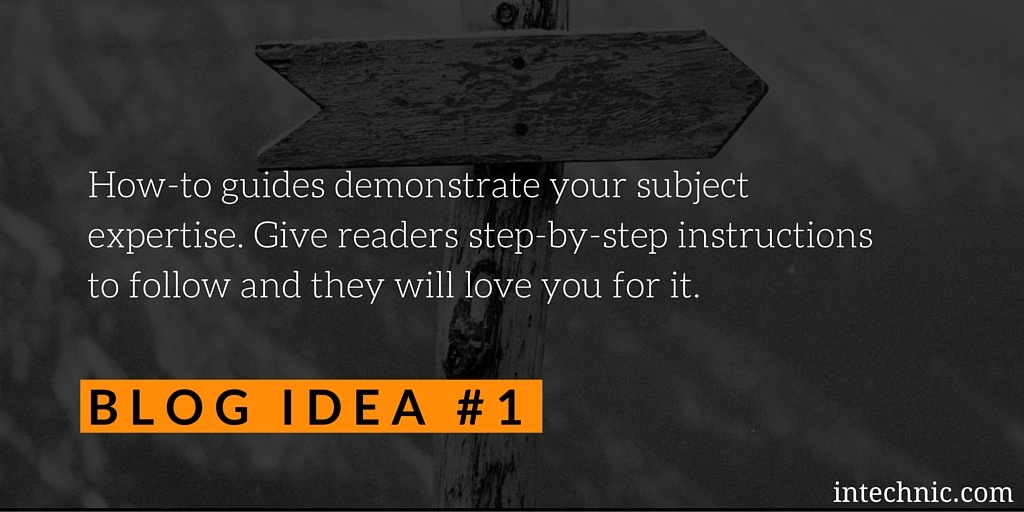 How-to guides demonstrate your subject
expertise. Give readers step-by-step instructions
to follow and they will love you for it.
BLOG IDEA #1
intechnic.com